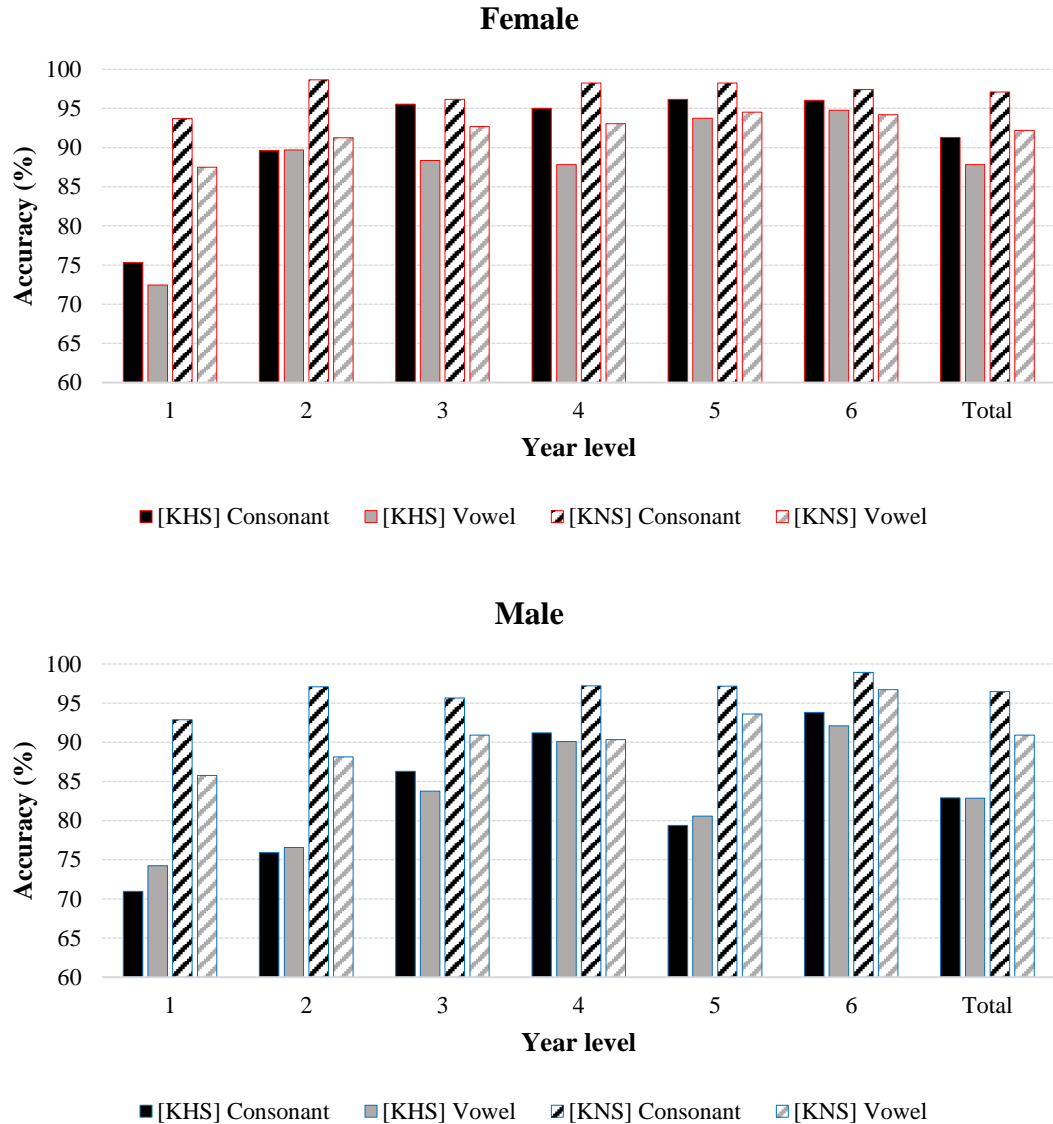 Female
100
95
90
85
80
75
70
65
60
Accuracy (%)
1 2 3 4 5 6 Total
Year level
[KHS] Consonant [KHS] Vowel [KNS] Consonant [KNS] Vowel
Male
100
95
90
85
80
75
70
65
60
Accuracy (%)
1 2 3 4 5 6 Total
Year level
[KHS] Consonant [KHS] Vowel [KNS] Consonant [KNS] Vowel